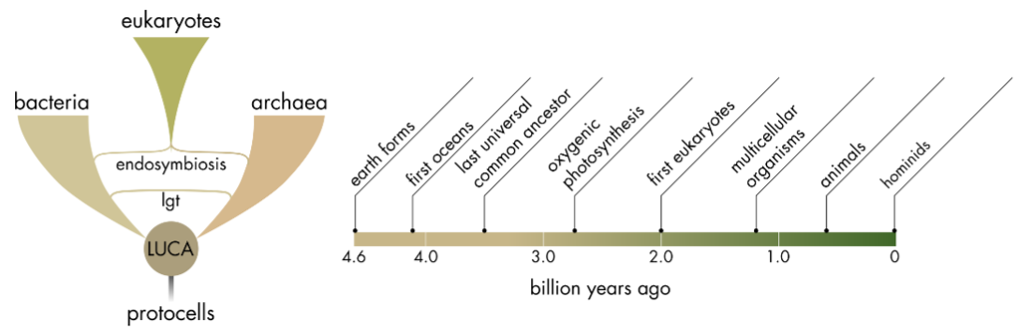 eukaryotes
bacteria
archaea
endosymbiosis
lgt
LUCA
protocells
earth forms
first oceans
last universal
common ancestor
oxygenic
photosynthesis
first eukaryotes
multicellular
organisms
animals
hominids
4.6
4.0
3.0
2.0
1.0
0
billion years ago